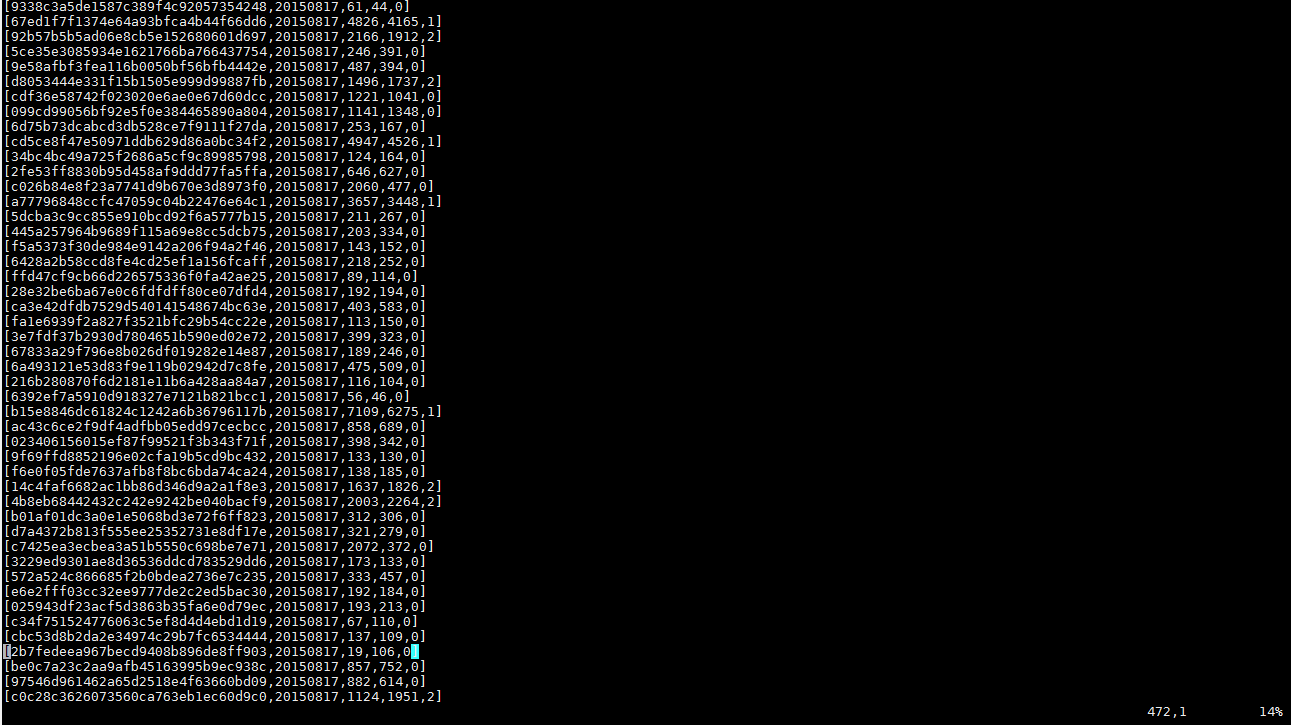 [9338c3a5de1587c389f4c92057354248,20150817,61,44,0]
[67ed1f7f1374e64a93bfca4b44f66dd6,20150817,4826,4165,1]
[92b57b5b5ad06e8cb5e152680601d697,20150817,2166,1912,2]
[5ce35e3085934e1621766ba766437754,20150817,246,391,0]
[9e58afbf3fea116b0050bf56bfb4442e,20150817,487,394,0]
[d8053444e331f15b1505e999d99887fb,20150817,1496,1737,2]
[cdf36e58742f023020e6ae0e67d60dcc,20150817,1221,1041,0]
[099cd99056bf92e5f0e384465890a804,20150817,1141,1348,0]
[6d75b73dcabcd3db528ce7f9111f27da,20150817,253,167,0]
[cd5ce8f47e50971ddb629d86a0bc34f2,20150817,4947,4526,1]
[34bc4bc49a725f2686a5cf9c89985798,20150817,124,164,0]
[2fe53ff8830b95d458af9ddd77fa5ffa,20150817,646,627,0]
[c026b84e8f23a7741d9b670e3d8973f0,20150817,2060,477,0]
[a77796848ccfc47059c04b22476e64c1,20150817,3657,3448,1]
[5dcba3c9cc855e910bcd92f6a5777b15,20150817,211,267,0]
[445a257964b9689f115a69e8cc5dcb75,20150817,203,334,0]
[f5a5373f30de984e9142a206f94a2f46,20150817,143,152,0]
[6428a2b58ccd8fe4cd25ef1a156fcaff,20150817,218,252,0]
[ffd47cf9cb66d226575336f0fa42ae25,20150817,89,114,0]
[28e32be6ba67e0c6fdfdff80ce07dfd4,20150817,192,194,0]
[ca3e42dfdb7529d540141548674bc63e,20150817,403,583,0]
[fa1e6939f2a827f3521bfc29b54cc22e,20150817,113,150,0]
[3e7fdf37b2930d7804651b590ed02e72,20150817,399,323,0]
[67833a29f796e8b026df019282e14e87,20150817,189,246,0]
[6a493121e53d83f9e119b02942d7c8fe,20150817,475,509,0]
[216b280870f6d2181e11b6a428aa84a7,20150817,116,104,0]
[6392ef7a5910d918327e7121b821bcc1,20150817,56,46,0]
[b15e8846dc61824c1242a6b36796117b,20150817,7109,6275,1]
[ac43c6ce2f9df4adfbb05edd97cecbcc,20150817,858,689,0]
[023406156015ef87f99521f3b343f71f,20150817,398,342,0]
[9f69ffd8852196e02cfa19b5cd9bc432,20150817,133,130,0]
[f6e0f05fde7637afb8f8bc6bda74ca24,20150817,138,185,0]
[14c4faf6682ac1bb86d346d9a2a1f8e3,20150817,1637,1826,2]
[4b8eb68442432c242e9242be040bacf9,20150817,2003,2264,2]
[b01af01dc3a0e1e5068bd3e72f6ff823,20150817,312,306,0]
[d7a4372b813f555ee25352731e8df17e,20150817,321,279,0]
[c7425ea3ecbea3a51b5550c698be7e71,20150817,2072,372,0]
[3229ed9301ae8d36536ddcd783529dd6,20150817,173,133,0]
[572a524c866685f2b0bdea2736e7c235,20150817,333,457,0]
[e6e2fff03cc32ee9777de2c2ed5bac30,20150817,192,184,0]
[025943df23acf5d3863b35fa6e0d79ec,20150817,193,213,0]
[c34f751524776063c5ef8d4d4ebd1d19,20150817,67,110,0]
[cbc53d8b2da2e34974c29b7fc6534444,20150817,137,109,0]
[2b7fedeea967becd9408b896de8ff903,20150817,19,106,0]
[be0c7a23c2aa9afb45163995b9ec938c,20150817,857,752,0]
[97546d961462a65d2518e4f63660bd09,20150817,882,614,0]
[c0c28c3626073560ca763eb1ec60d9c0,20150817,1124,1951,2]
472,1 14%